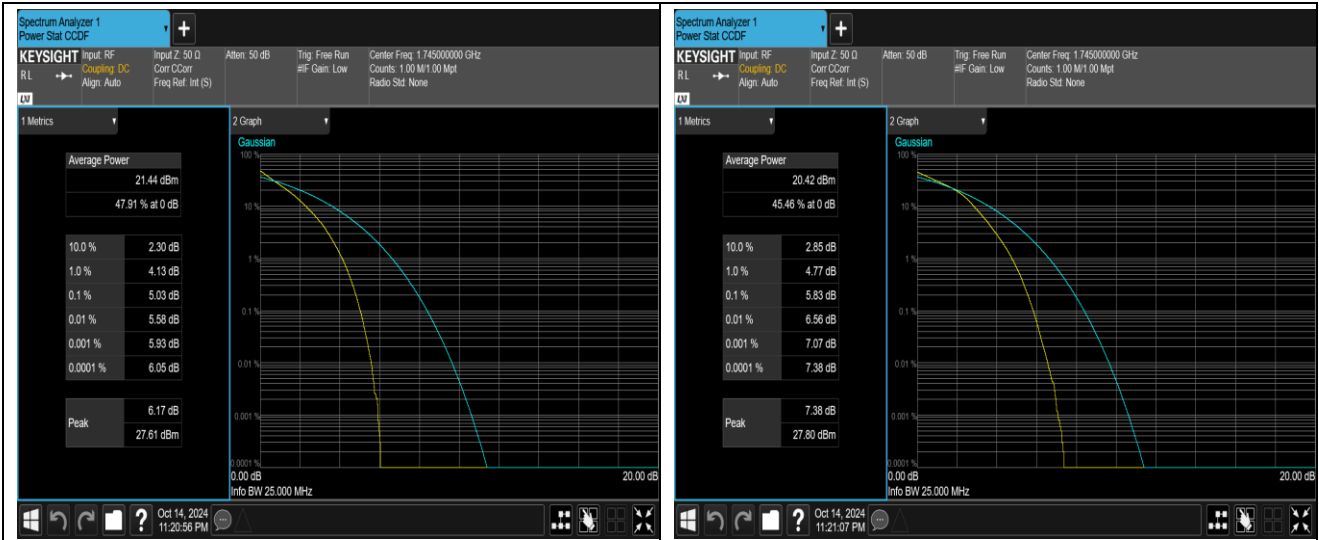 Spectrum Analyzer 1
Power Stat CCDF
+
KEYSIGHT Input: RF
RL
Coupling: DC
Align: Auto
Input Z: 50 Ω
Corr CCorr
Freq Ref: Int (S)
Atten: 50 dB
Trig: Free Run
#IF Gain: Low
Center Freq: 1.745000000 GHz
Counts: 1.00 M/1.00 Mpt
Radio Std: None
LXI
1 Metrics
Average Power
21.44 dBm
47.91 % at 0 dB
10.0 % 2.30 dB
1.0 % 4.13 dB
0.1 % 5.03 dB
0.01 % 5.58 dB
0.001 % 5.93 dB
0.0001 % 6.05 dB
Peak
6.17 dB
27.61 dBm
2 Graph
Gaussian
100 %
10 %
1 %
0.1 %
0.01 %
0.001 %
0.0001 %
0.00 dB 20.00 dB
Info BW 25.000 MHz
?
Oct 14, 2024
11:20:56 PM
Spectrum Analyzer 1
Power Stat CCDF
+
KEYSIGHT Input: RF
RL
Coupling: DC
Align: Auto
Input Z: 50 Ω
Corr CCorr
Freq Ref: Int (S)
Atten: 50 dB
Trig: Free Run
#IF Gain: Low
Center Freq: 1.745000000 GHz
Counts: 1.00 M/1.00 Mpt
Radio Std: None
LXI
1 Metrics
Average Power
20.42 dBm
45.46 % at 0 dB
10.0 % 2.85 dB
1.0 % 4.77 dB
0.1 % 5.83 dB
0.01 % 6.56 dB
0.001 % 7.07 dB
0.0001 % 7.38 dB
Peak
7.38 dB
27.80 dBm
2 Graph
Gaussian
100 %
10 %
1 %
0.1 %
0.01 %
0.001 %
0.0001 %
0.00 dB 20.00 dB
Info BW 25.000 MHz
?
Oct 14, 2024
11:21:07 PM